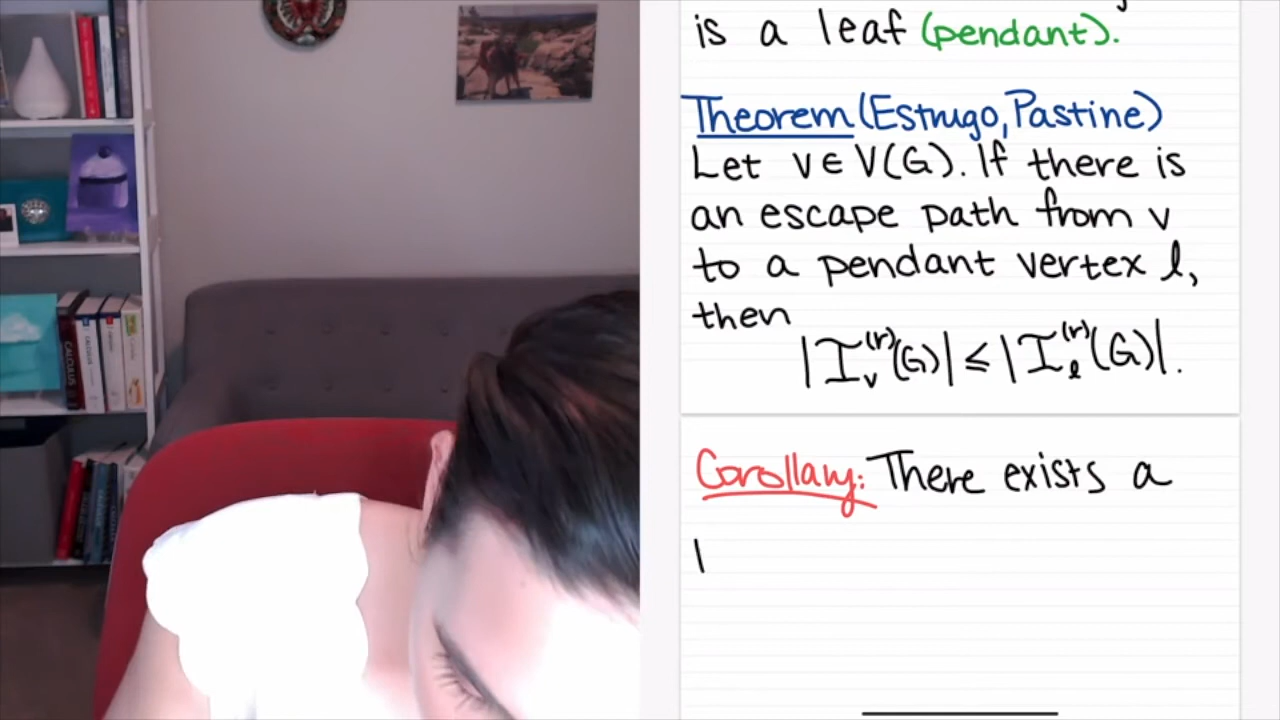 is a leaf (pendant).
Theorem (Estrugo, Pastine)
Let v ∈ V(G). If there is
an escape path from v
to a pendant vertex l,
then
|I_v^(r)(G)| ≤ |I_l^(r)(G)|.
Corollary: There exists a
CALCULUS